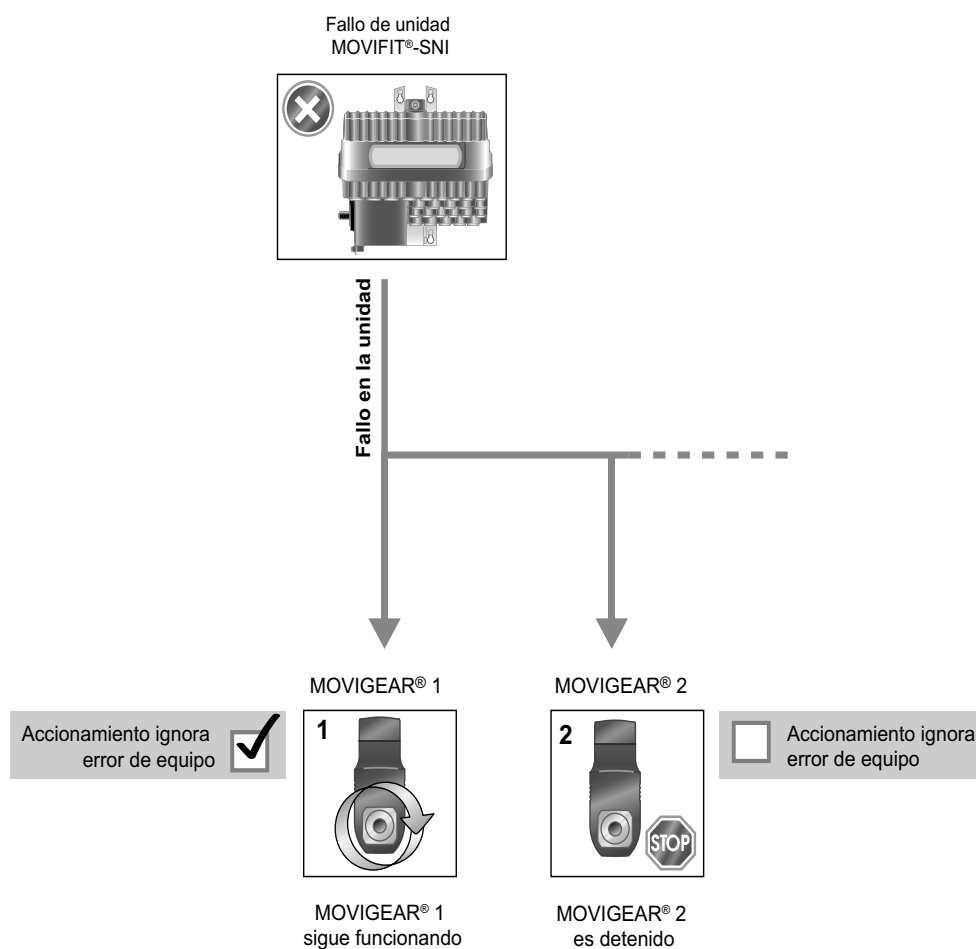 Fallo de unidad
MOVIFIT®-SNI
Fallo en la unidad
MOVIGEAR® 1
MOVIGEAR® 2
Accionamiento ignora
error de equipo
1
2
STOP
Accionamiento ignora
error de equipo
MOVIGEAR® 1
sigue funcionando
MOVIGEAR® 2
es detenido